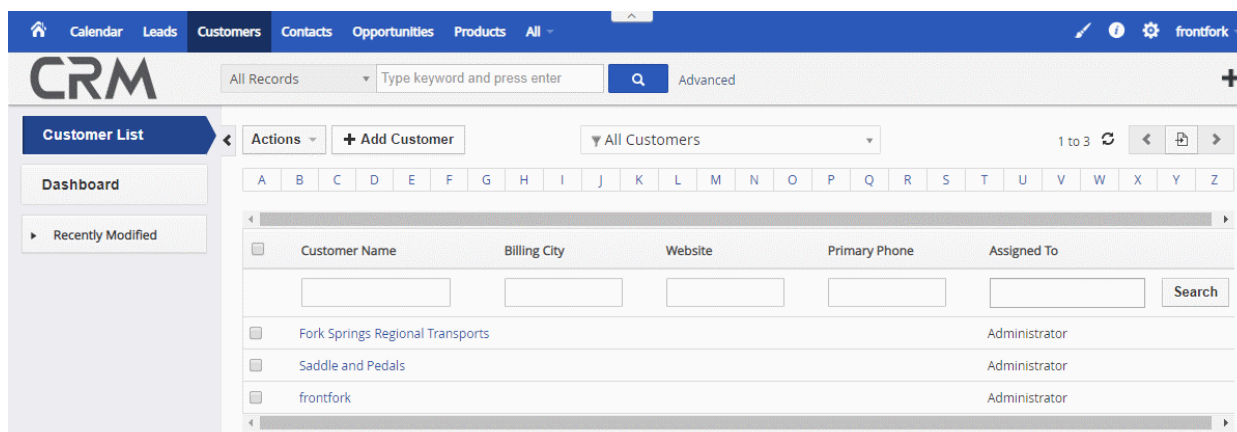 Calendar Leads Customers Contacts Opportunities Products All frontfork
CRM All Records Type keyword and press enter Advanced
Customer List Actions + Add Customer All Customers 1 to 3
Dashboard A B C D E F G H I J K L M N O P Q R S T U V W X Y Z
Recently Modified
Customer Name Billing City Website Primary Phone Assigned To
Search
Fork Springs Regional Transports Administrator
Saddle and Pedals Administrator
frontfork Administrator